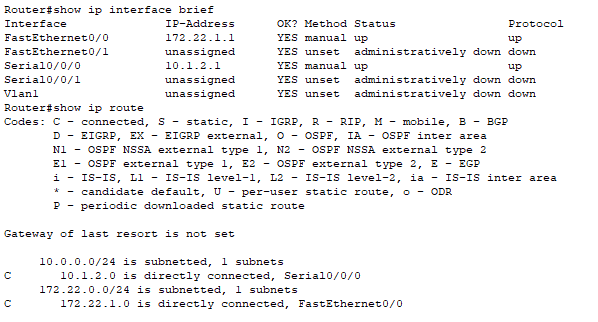 Router#show ip interface brief
Interface              IP-Address      OK? Method Status                Protocol
FastEthernet0/0        172.22.1.1      YES manual up                    up
FastEthernet0/1        unassigned      YES unset  administratively down down
Serial0/0/0            10.1.2.1        YES manual up                    up
Serial0/0/1            unassigned      YES unset  administratively down down
Vlan1                  unassigned      YES unset  administratively down down
Router#show ip route
Codes: C - connected, S - static, I - IGRP, R - RIP, M - mobile, B - BGP
       D - EIGRP, EX - EIGRP external, O - OSPF, IA - OSPF inter area
       N1 - OSPF NSSA external type 1, N2 - OSPF NSSA external type 2
       E1 - OSPF external type 1, E2 - OSPF external type 2, E - EGP
       i - IS-IS, L1 - IS-IS level-1, L2 - IS-IS level-2, ia - IS-IS inter area
       * - candidate default, U - per-user static route, o - ODR
       P - periodic downloaded static route
Gateway of last resort is not set
     10.0.0.0/24 is subnetted, 1 subnets
C       10.1.2.0 is directly connected, Serial0/0/0
     172.22.0.0/24 is subnetted, 1 subnets
C       172.22.1.0 is directly connected, FastEthernet0/0